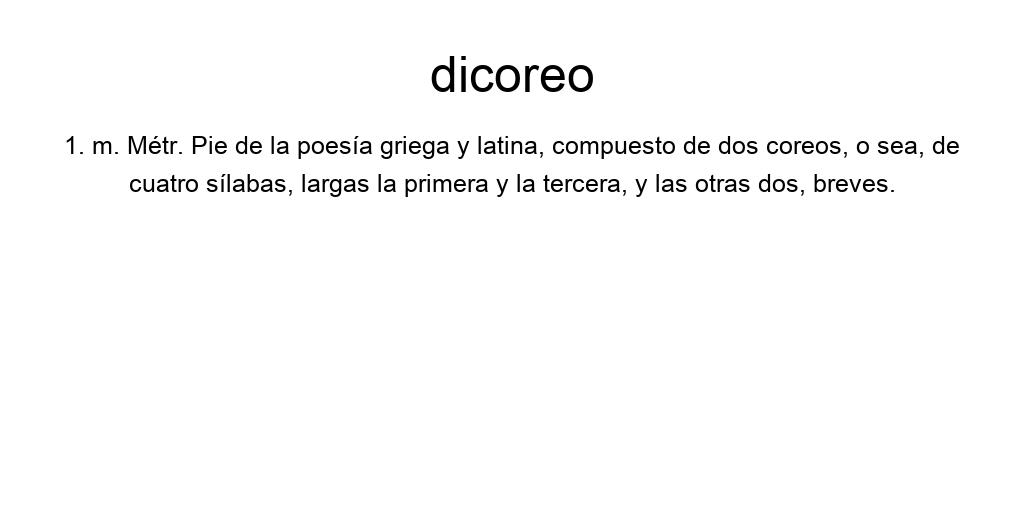 dicoreo
1. m. Métr. Pie de la poesía griega y latina, compuesto de dos coreos, o sea, de
cuatro sílabas, largas la primera y la tercera, y las otras dos, breves.